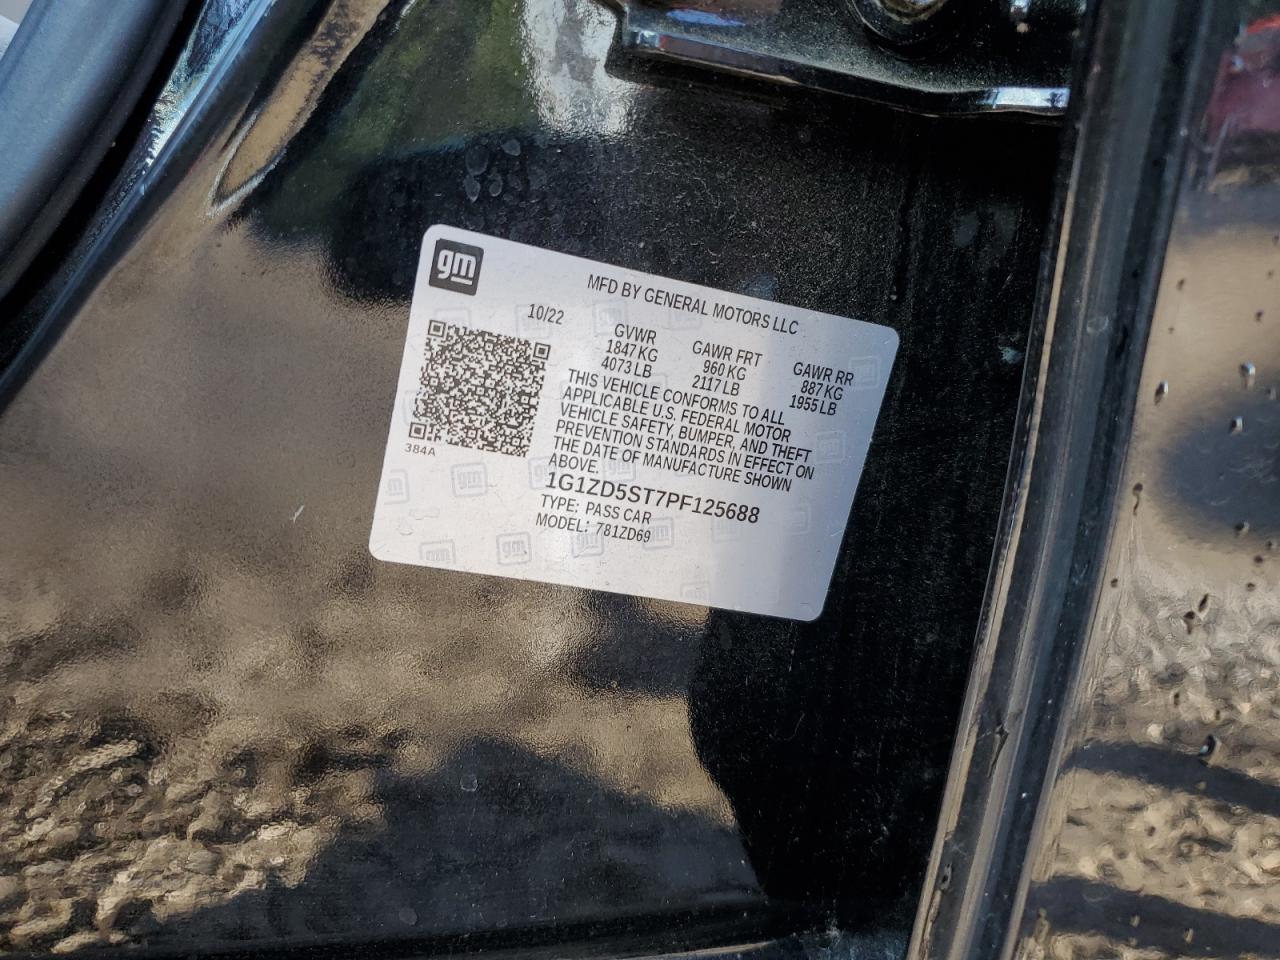 gm
MFD BY GENERAL MOTORS LLC
10/22
GVWR
1847 KG
4073 LB
GAWR FRT
960 KG
2117 LB
GAWR RR
887 KG
1955 LB
THIS VEHICLE CONFORMS TO ALL
APPLICABLE U.S. FEDERAL MOTOR
VEHICLE SAFETY, BUMPER, AND THEFT
PREVENTION STANDARDS IN EFFECT ON
THE DATE OF MANUFACTURE SHOWN
ABOVE.
384A
1G1ZD5ST7PF125688
TYPE: PASS CAR
MODEL: 781ZD69